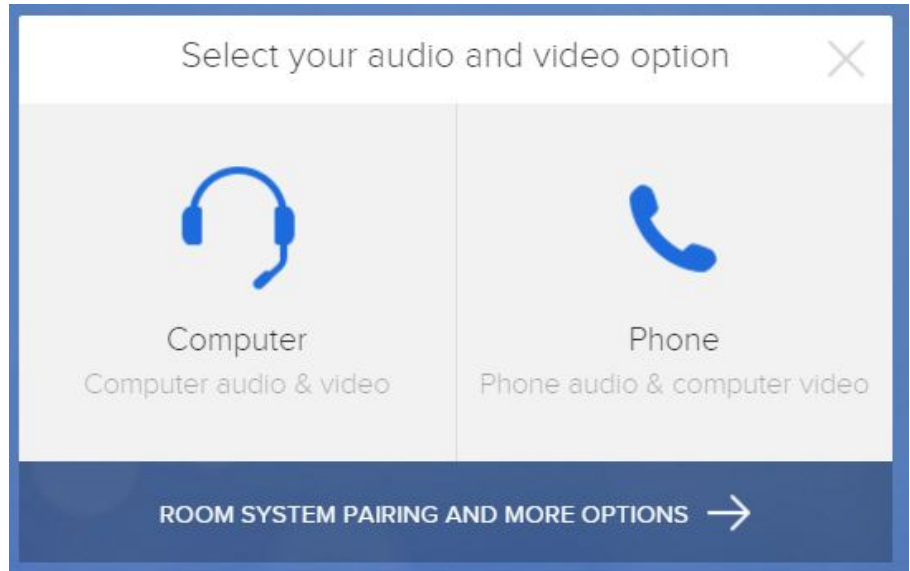 Select your audio and video option
Computer
Computer audio & video
Phone
Phone audio & computer video
ROOM SYSTEM PAIRING AND MORE OPTIONS